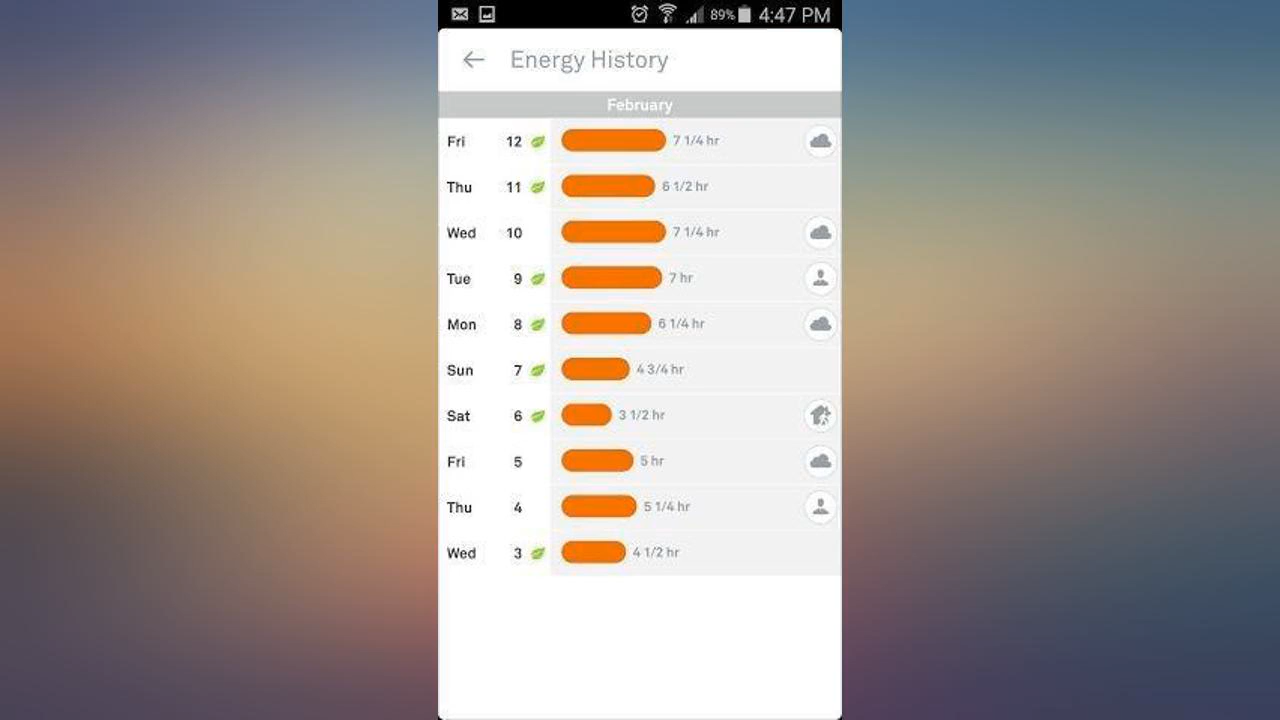 89% 4:47 PM
Energy History
February
Fri 12 7 1/4 hr
Thu 11 6 1/2 hr
Wed 10 7 1/4 hr
Tue 9 7 hr
Mon 8 6 1/4 hr
Sun 7 4 3/4 hr
Sat 6 3 1/2 hr
Fri 5 5 hr
Thu 4 5 1/4 hr
Wed 3 4 1/2 hr